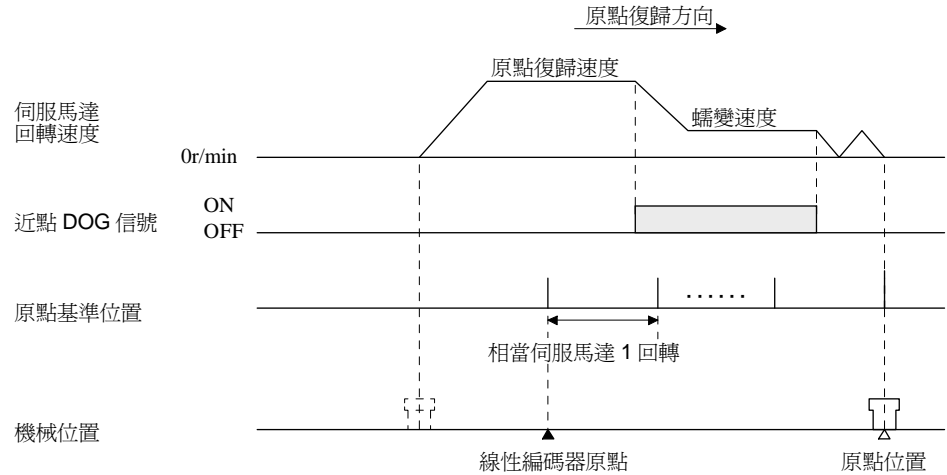 原點復歸方向
原點復歸速度
伺服馬達
回轉速度
蠕變速度
0r/min
近點 DOG 信號
ON
OFF
原點基準位置
......
相當伺服馬達 1 回轉
機械位置
線性編碼器原點
原點位置